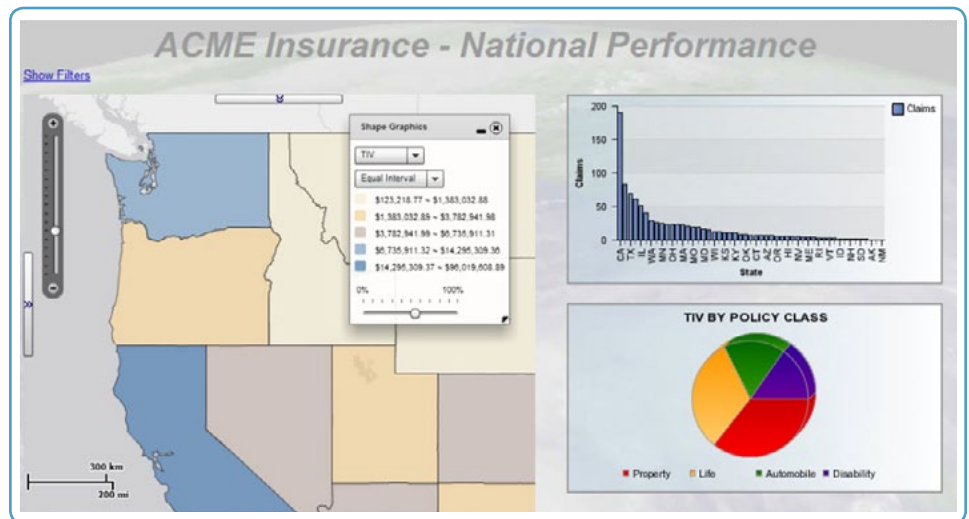 ACME Insurance - National Performance
Show Filters
Shape Graphics
TIV
Equal Interval
$123,218.77 ~ $1,383,032.88
$1,383,032.89 ~ $3,782,941.98
$3,782,941.99 ~ $6,735,911.31
$6,735,911.32 ~ $14,295,309.36
$14,295,309.37 ~ $96,019,608.89
0% 100%
300 km
200 mi
Claims
200
150
100
50
0
Claims
CA TX IL WA MN OH MA MO MD WI KS KY OK CT AZ OR HI NV ME RI VT ID NH SD AK NM
State
TIV BY POLICY CLASS
Property Life Automobile Disability